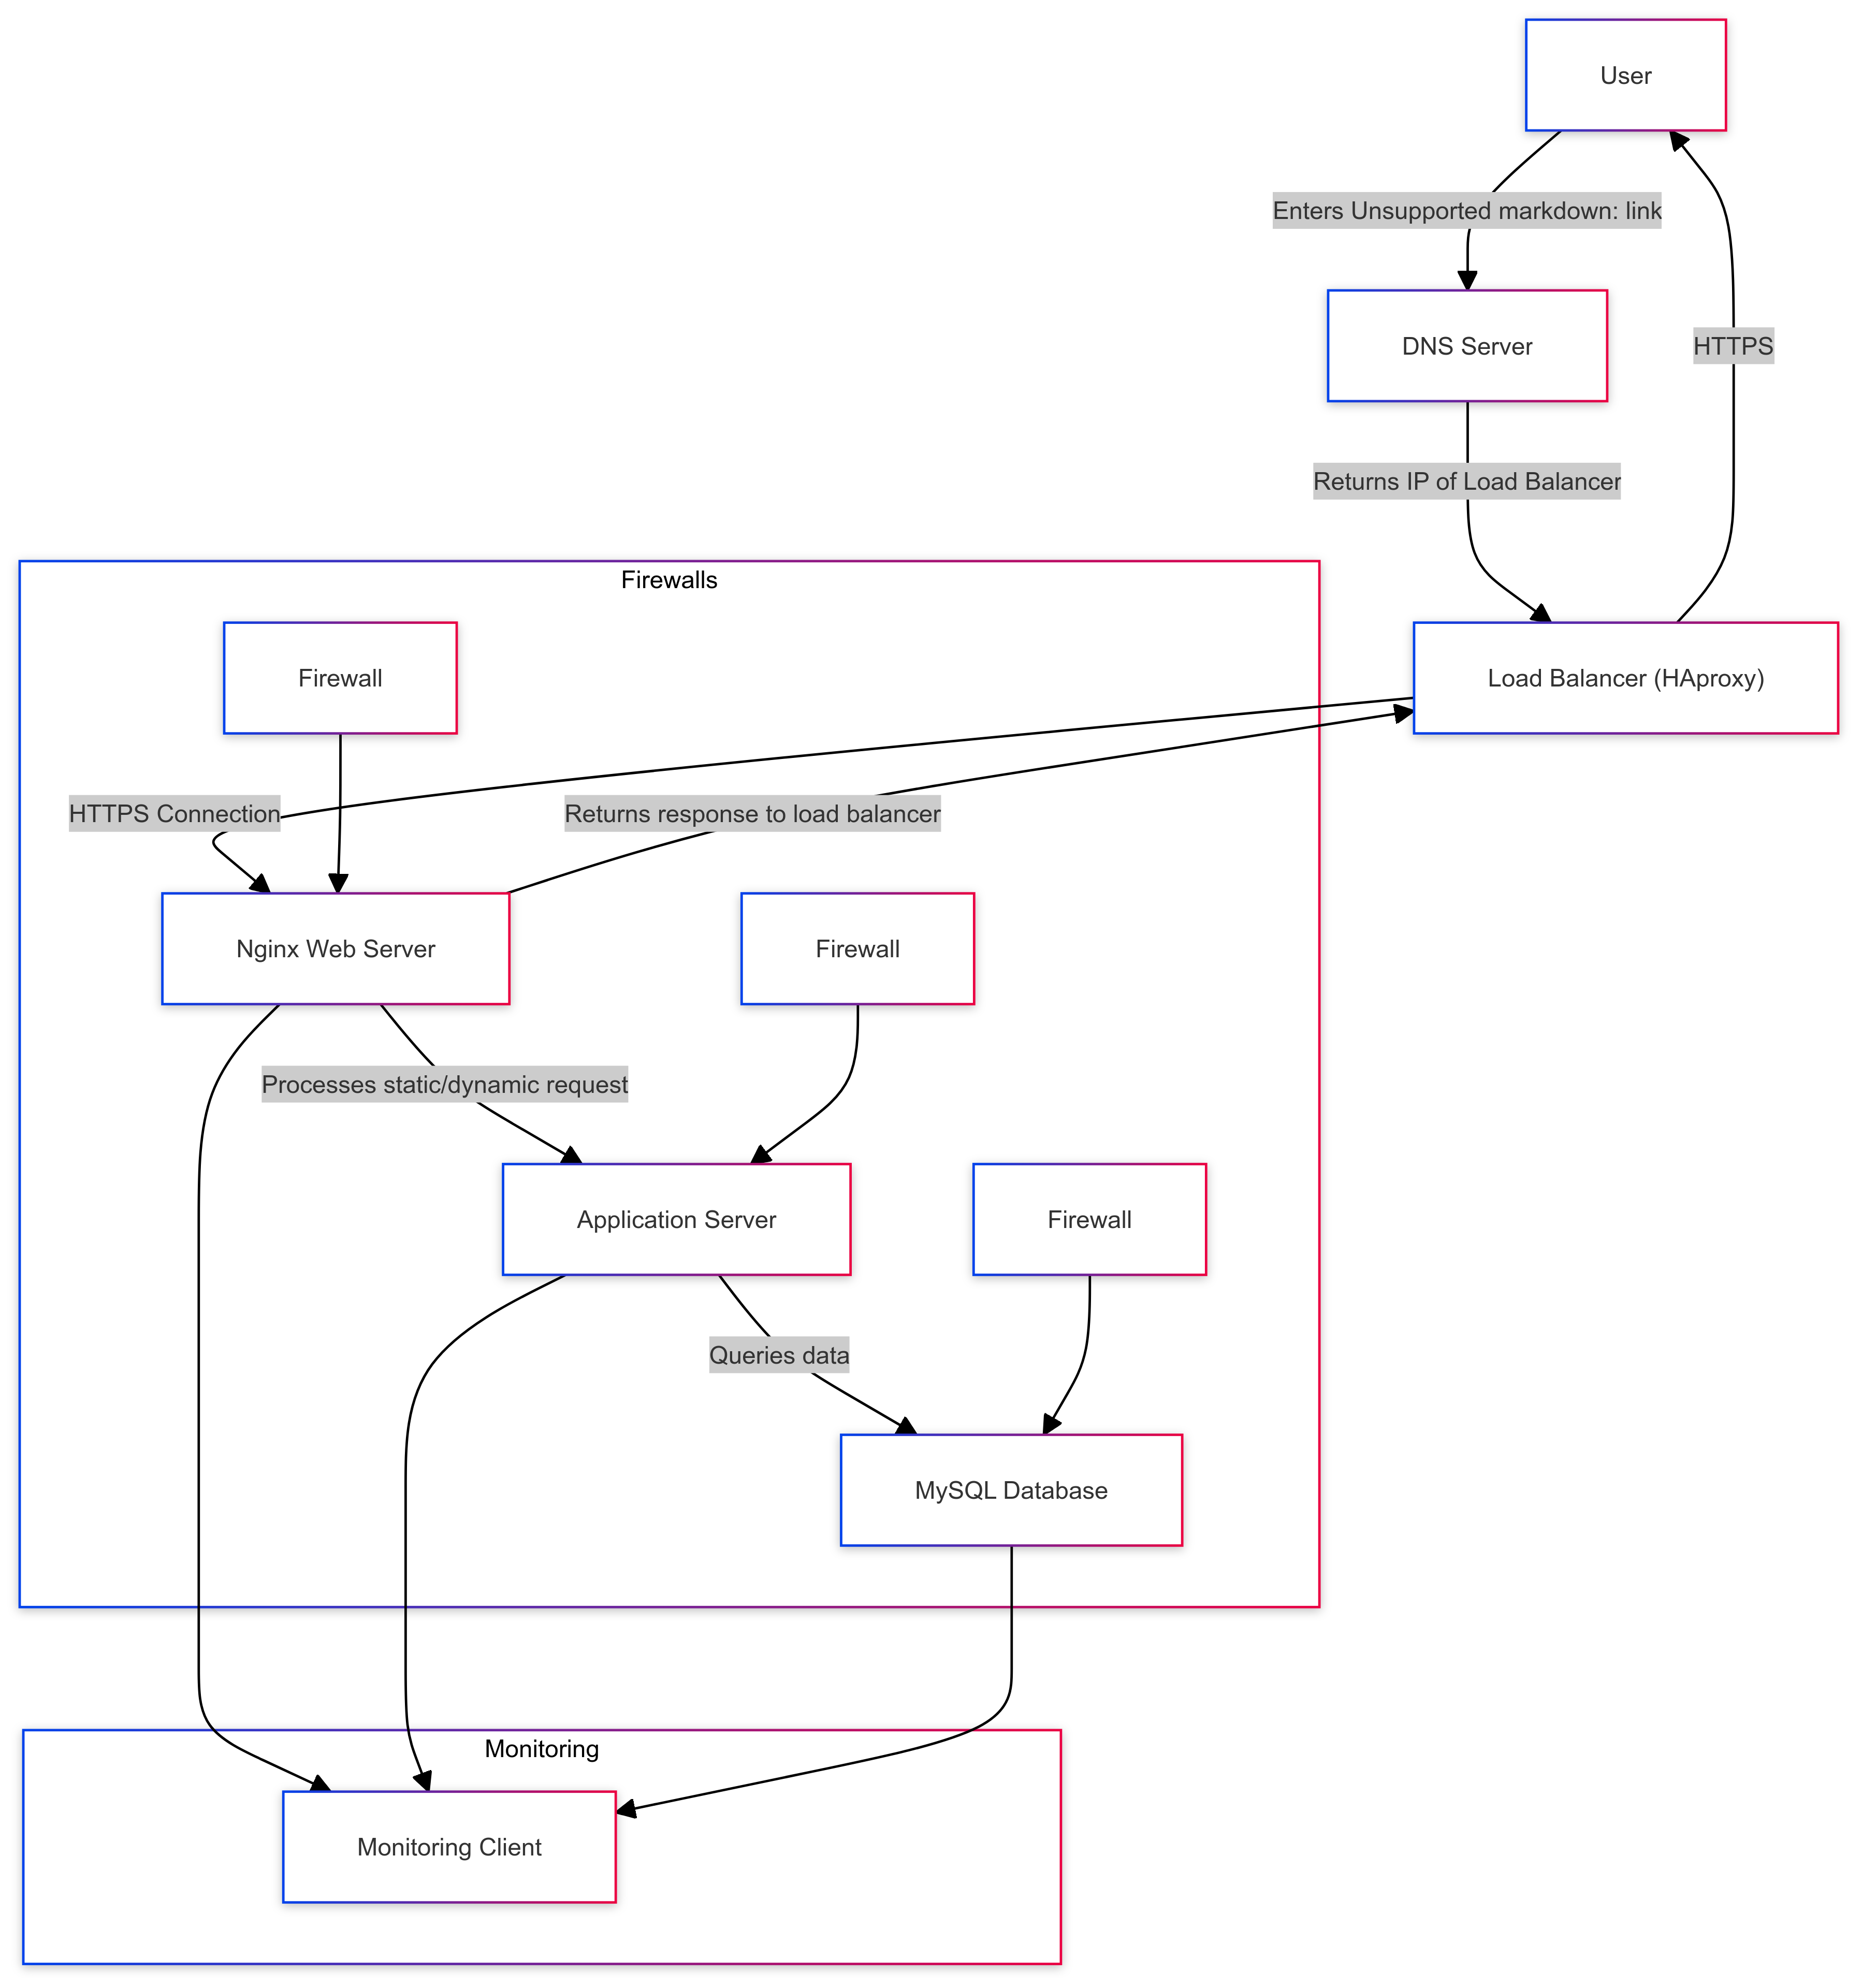 User
Enters Unsupported markdown: link
DNS Server
HTTPS
Returns IP of Load Balancer
Firewalls
Firewall
Load Balancer (HAproxy)
HTTPS Connection
Returns response to load balancer
Nginx Web Server
Firewall
Processes static/dynamic request
Application Server
Firewall
Queries data
MySQL Database
Monitoring
Monitoring Client